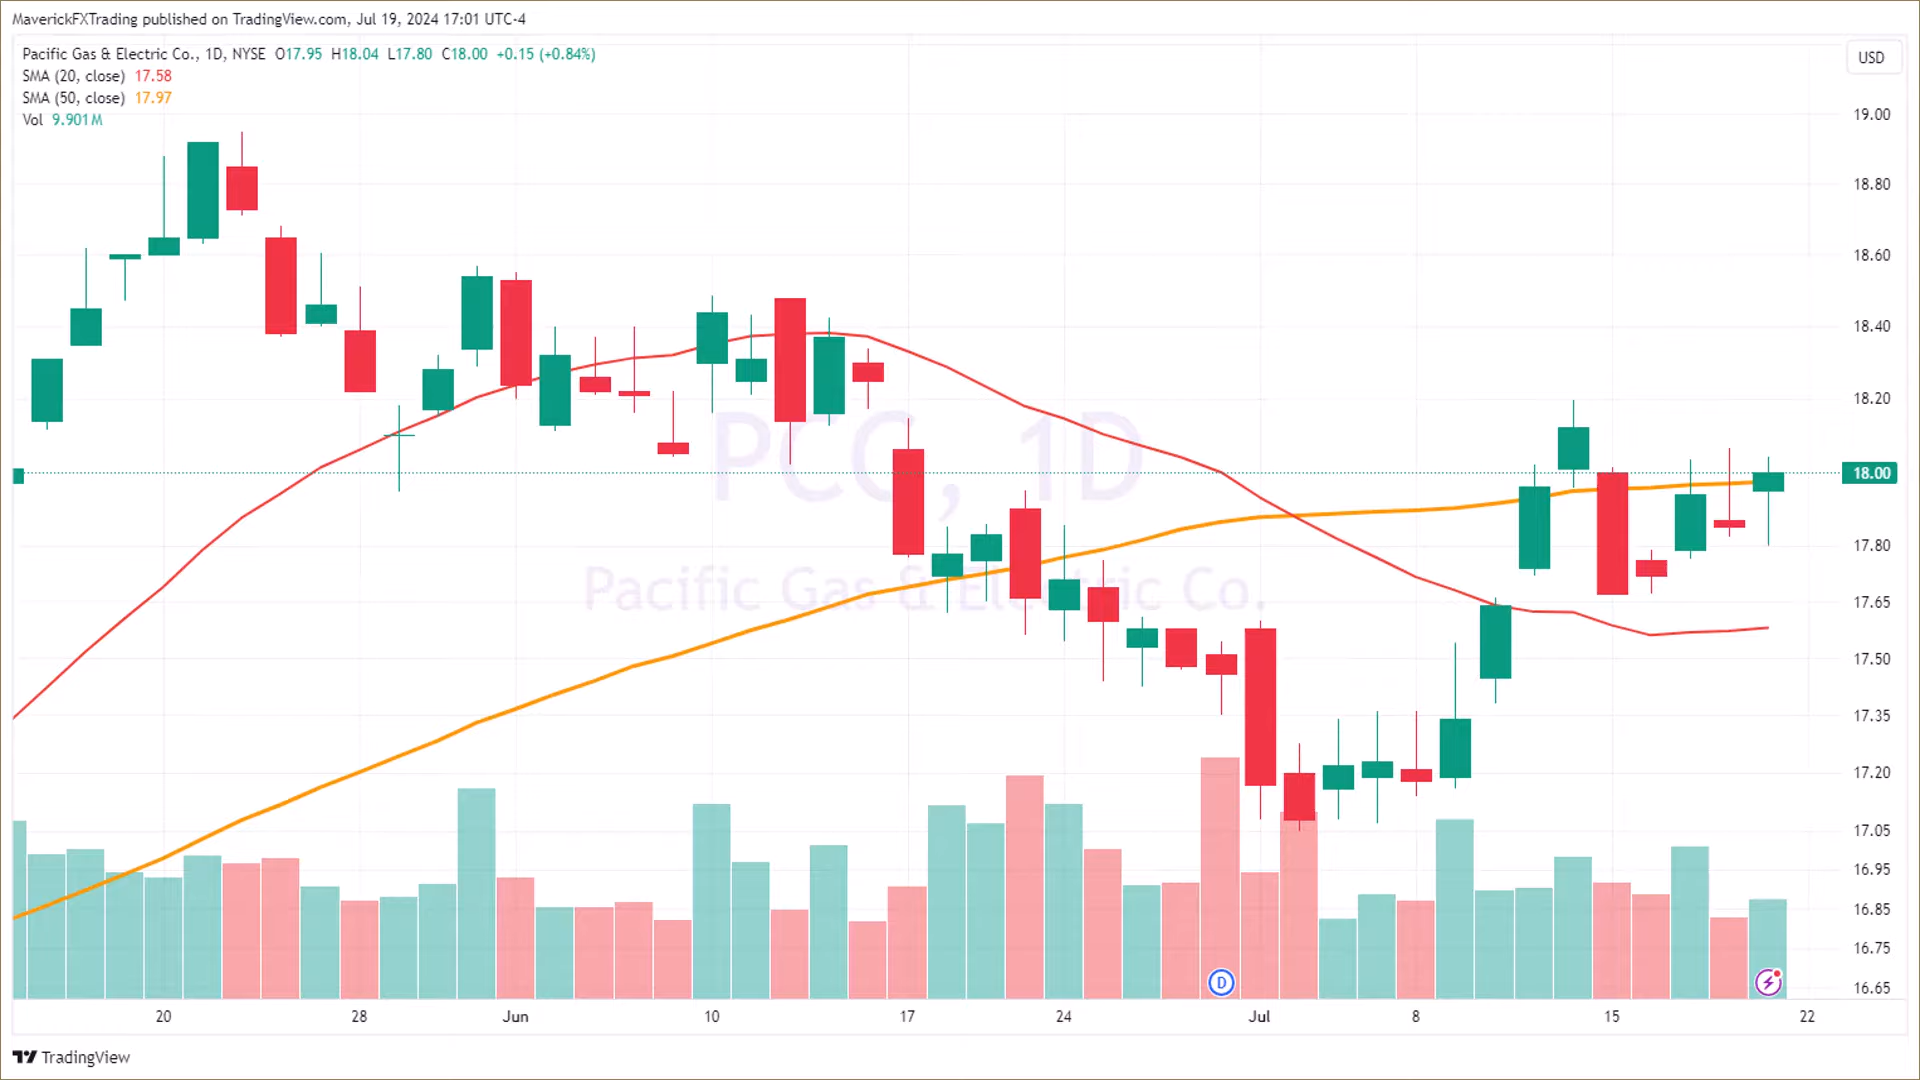 MaverickFXTrading published on TradingView.com, Jul 19, 2024 17:01 UTC-4
Pacific Gas & Electric Co., 1D, NYSE O17.95 H18.04 L17.80 C18.00 +0.15 (+0.84%)
USD
SMA (20, close) 17.58
SMA (50, close) 17.97
Vol 9.901M
19.00
18.80
18.60
18.40
18.20
PCG, 1D
18.00
17.80
Pacific Gas & Electric Co.
17.65
17.50
17.35
17.20
17.05
16.95
16.85
16.75
D
16.65
20 28 Jun 10 17 24 Jul 8 15 22
TradingView